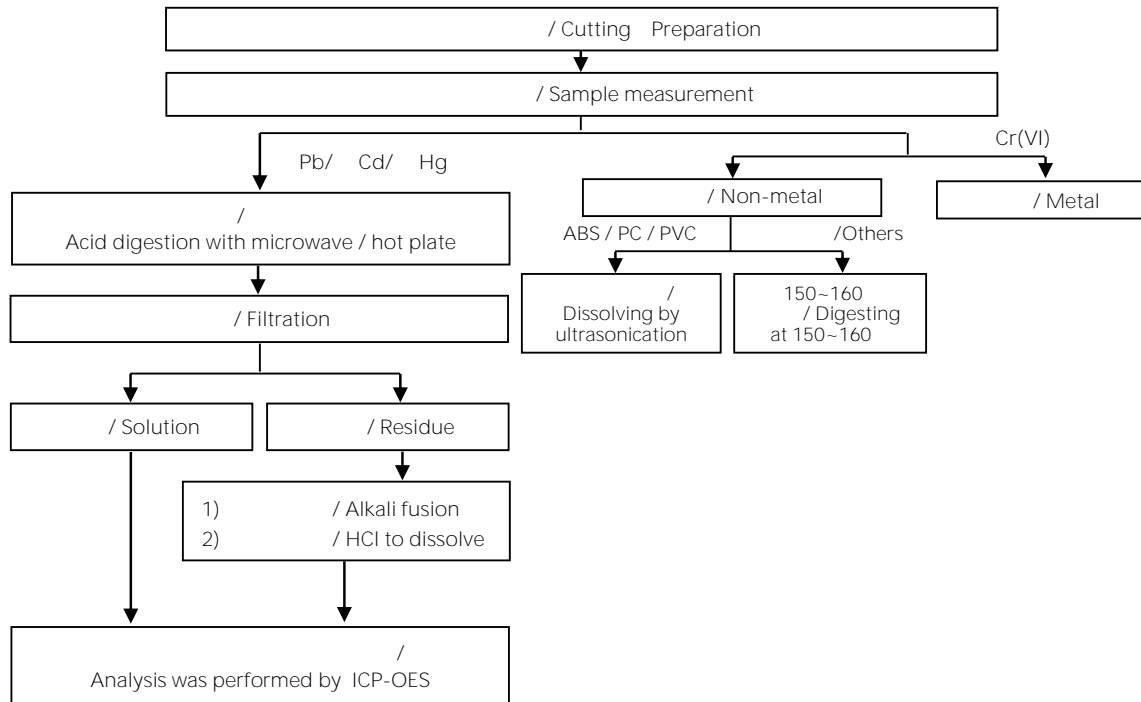 / Cutting Preparation
/ Sample measurement
Pb/ Cd/ Hg
Cr(VI)
/
Acid digestion with microwave / hot plate
/ Non-metal
/ Metal
ABS / PC / PVC
/Others
/ Filtration
/
Dissolving by
ultrasonication
150~160
/ Digesting
at 150~160
/ Solution
/ Residue
1) / Alkali fusion
2) / HCl to dissolve
/
Analysis was performed by ICP-OES